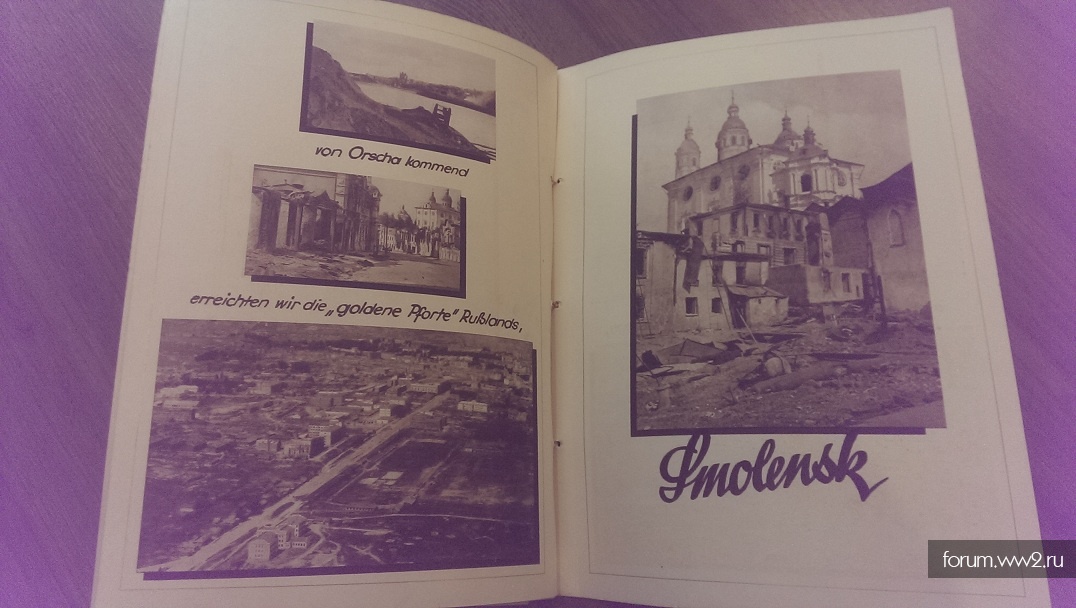 von Orscha kommend
erreichten wir die „goldene Pforte" Rußlands,
Smolensk
forum.ww2.ru